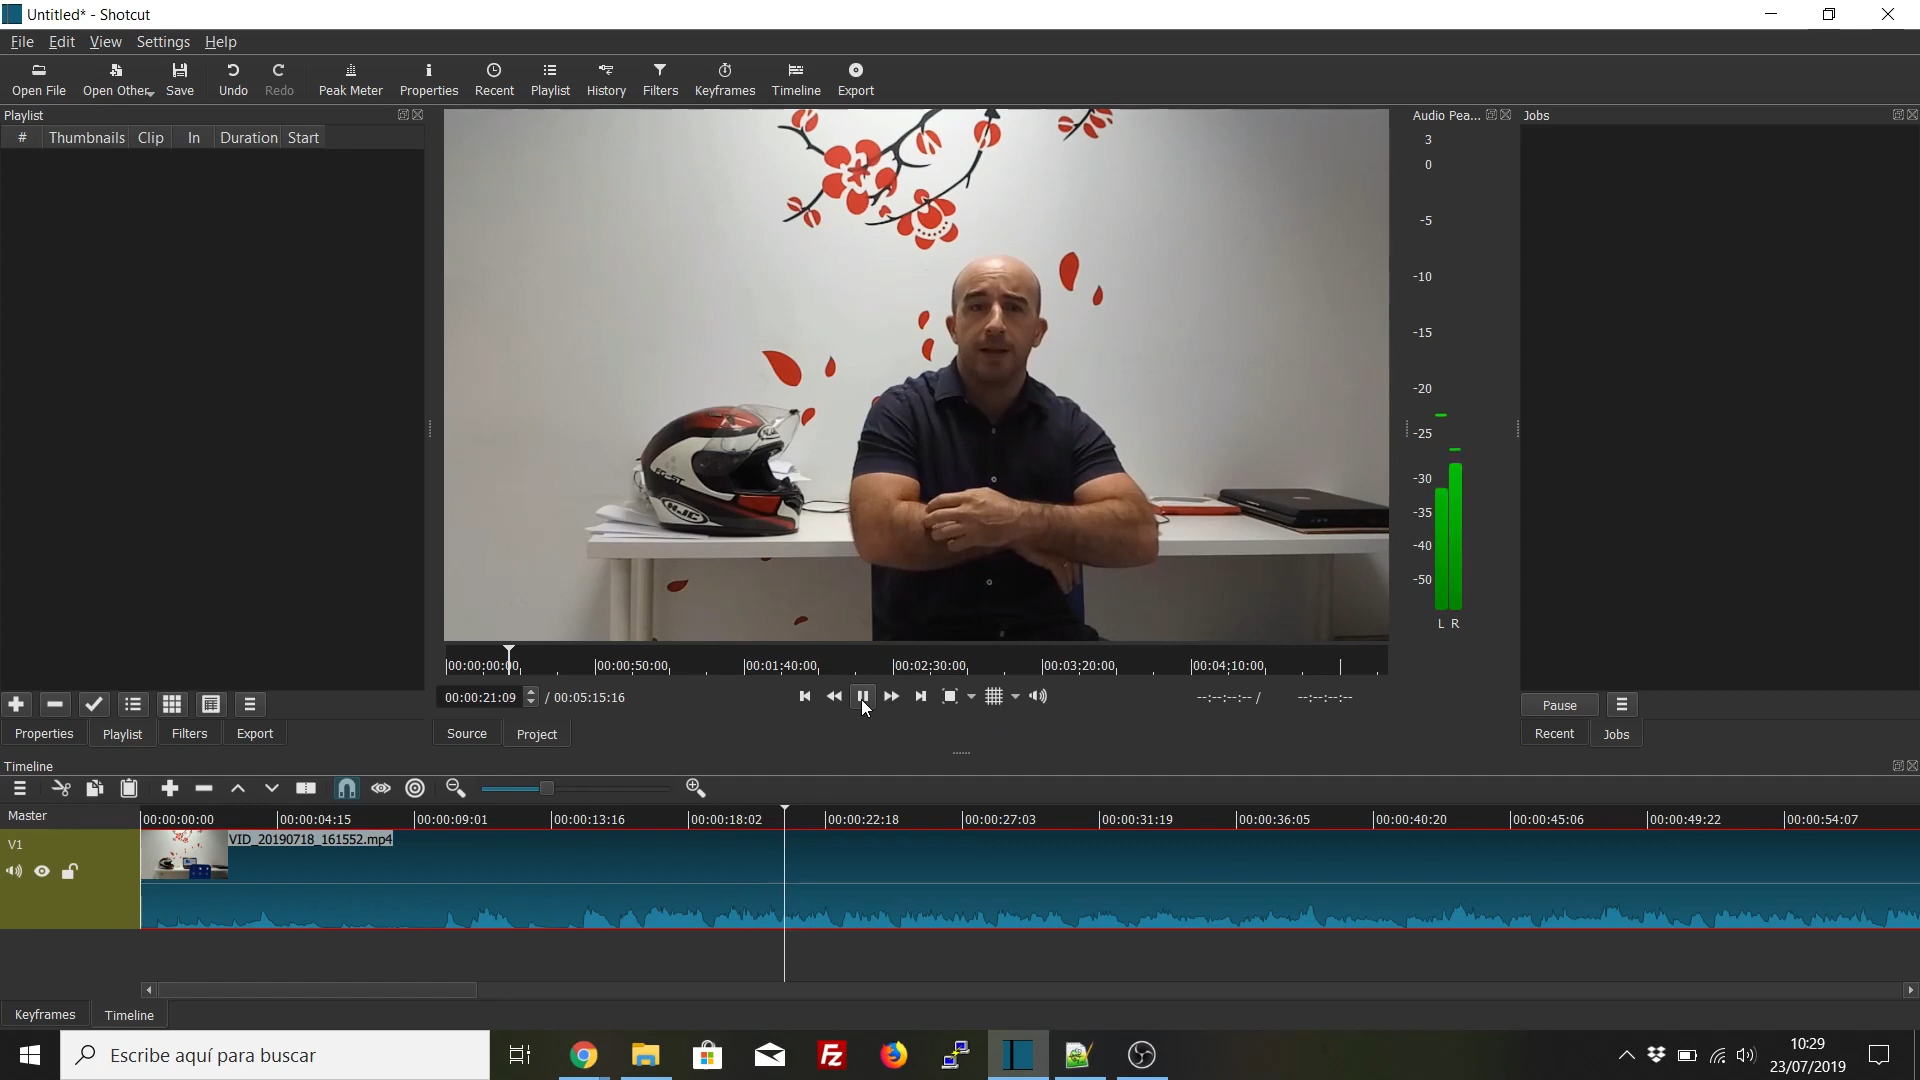 Untitled* - Shotcut
File Edit View Settings Help
Open File Open Other Save Undo Redo Peak Meter Properties Recent Playlist History Filters Keyframes Timeline Export
Playlist
# Thumbnails Clip In Duration Start
Audio Pea...
Jobs
3
0
-5
-10
-15
-20
-25
-30
-35
-40
-50
L R
HJC
00:00:00:00 00:00:50:00 00:01:40:00 00:02:30:00 00:03:20:00 00:04:10:00
00:00:21:09 / 00:05:15:16
--:--:--:-- / --:--:--:--
Pause
Properties Playlist Filters Export
Source Project
Recent Jobs
Timeline
Master
00:00:00:00 00:00:04:15 00:00:09:01 00:00:13:16 00:00:18:02 00:00:22:18 00:00:27:03 00:00:31:19 00:00:36:05 00:00:40:20 00:00:45:06 00:00:49:22 00:00:54:07
V1
VID_20190718_161552.mp4
Keyframes Timeline
Escribe aquí para buscar
Fz
10:29
23/07/2019